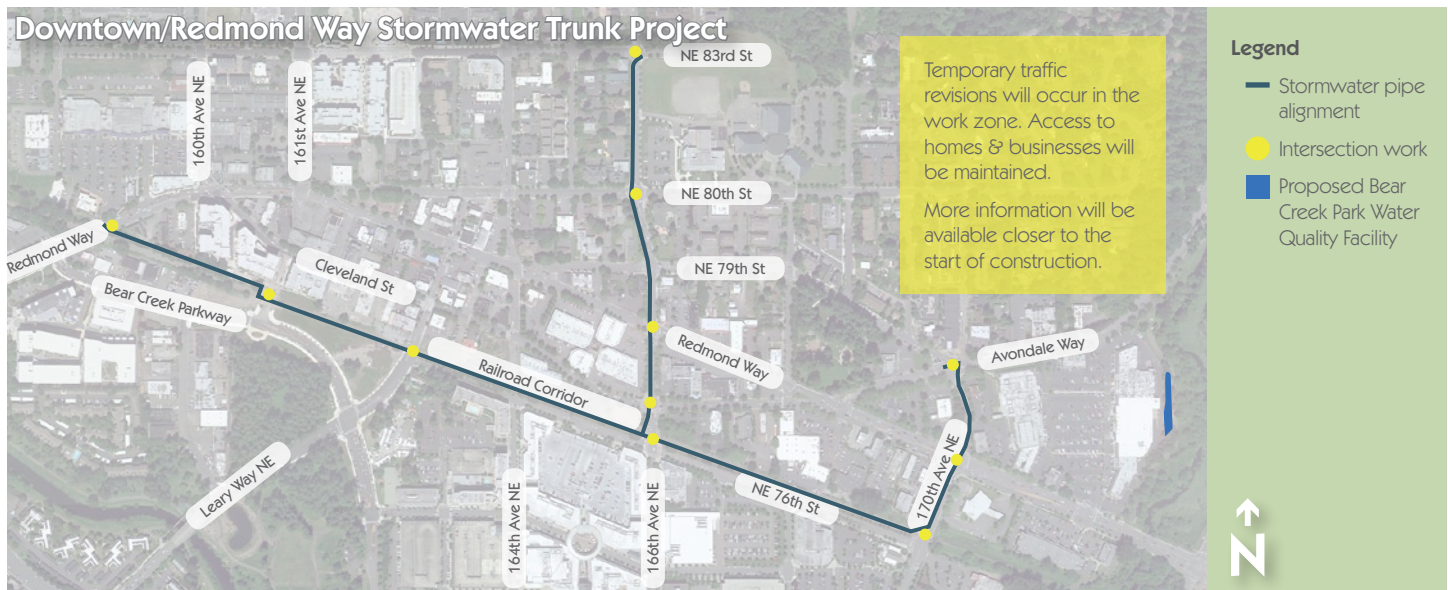 Downtown/Redmond Way Stormwater Trunk Project
NE 83rd St
160th Ave NE
161st Ave NE
NE 80th St
Redmond Way
Cleveland St
NE 79th St
Bear Creek Parkway
Redmond Way
Avondale Way
Railroad Corridor
Leary Way NE
164th Ave NE
166th Ave NE
NE 76th St
170th Ave NE
Temporary traffic
revisions will occur in the
work zone. Access to
homes & businesses will
be maintained.
More information will be
available closer to the
start of construction.
Legend
Stormwater pipe
alignment
Intersection work
Proposed Bear
Creek Park Water
Quality Facility
N